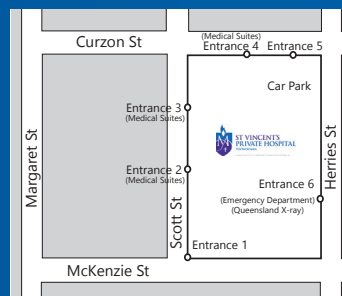 (Medical Suites)
Curzon St
Entrance 4
Entrance 5
Car Park
Entrance 3
(Medical Suites)
ST VINCENT'S
PRIVATE HOSPITAL
Margaret St
Herries St
Entrance 2
(Medical Suites)
Entrance 6
(Emergency Department)
(Queensland X-ray)
Scott St
Entrance 1
McKenzie St